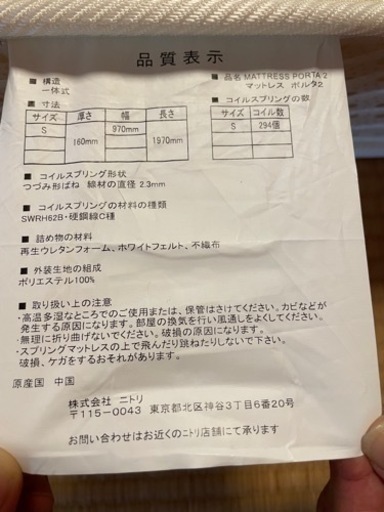 品質表示
■ 構造
一体式
■ 品名 MATTRESS PORTA 2
マットレス ポルタ2
■ 寸法
サイズ 厚さ 幅 長さ
S 160mm 970mm 1970mm
■ コイルスプリングの数
サイズ コイル数
S 294個
■ コイルスプリング形状
つづみ形ばね 線材の直径 2.3mm
■ コイルスプリングの材料の種類
SWRH62B・硬鋼線C種
■ 詰め物の材料
再生ウレタンフォーム、ホワイトフェルト、不織布
■ 外装生地の組成
ポリエステル100%
■ 取り扱い上の注意
・高温多湿なところでのご使用または、保管はさけてください。カビなどが
発生する原因になります。部屋の換気を行い風通しをよくしてください。
・無理に折り曲げないでください。破損の原因になります。
・スプリングマットレスの上で飛んだり跳ねたりしないで下さい。
破損、ケガをするおそれがあります。
原産国 中国
株式会社 ニトリ
〒115-0043 東京都北区神谷3丁目6番20号
お問い合わせはお近くのニトリ店舗にて承ります